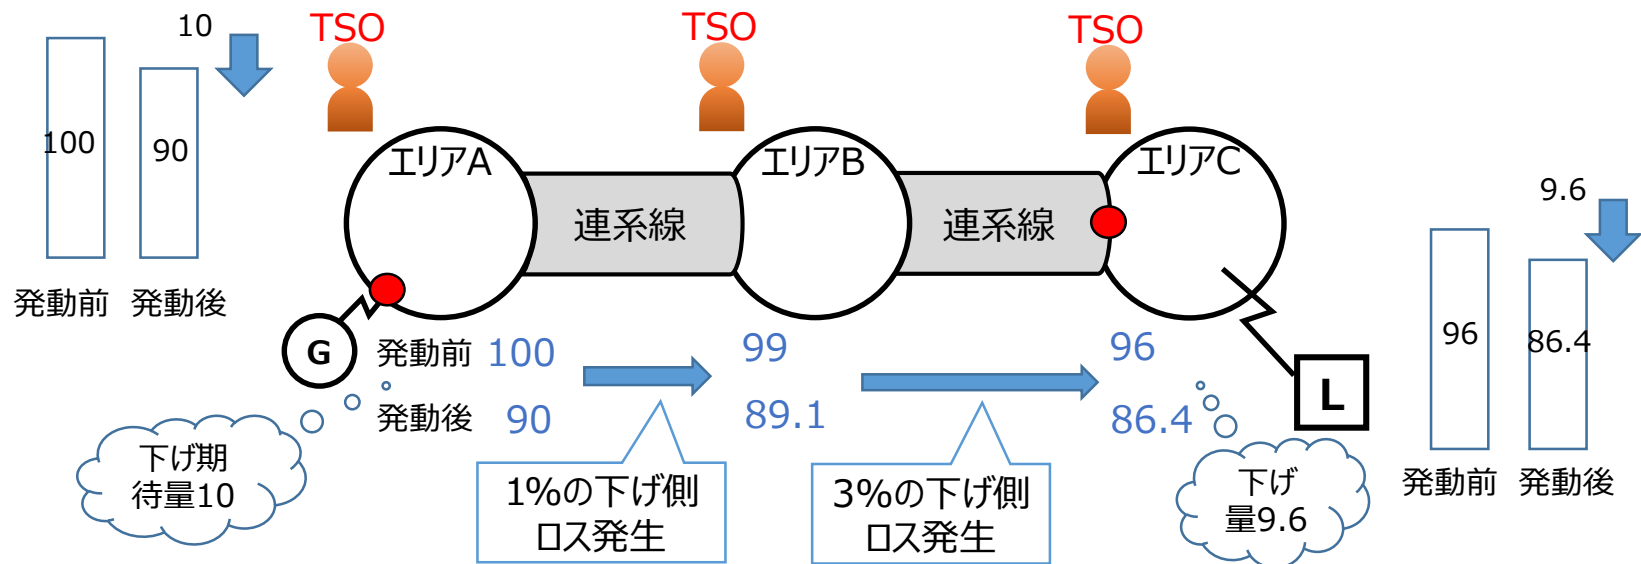 10
TSO
TSO
TSO
100
90
エリアA
エリアB
エリアC
連系線
連系線
9.6
発動前
発動後
G
発動前
100
99
96
発動後
90
89.1
86.4
96
86.4
L
下げ期
待量10
1%の下げ側
ロス発生
3%の下げ側
ロス発生
下げ
量9.6
発動前
発動後